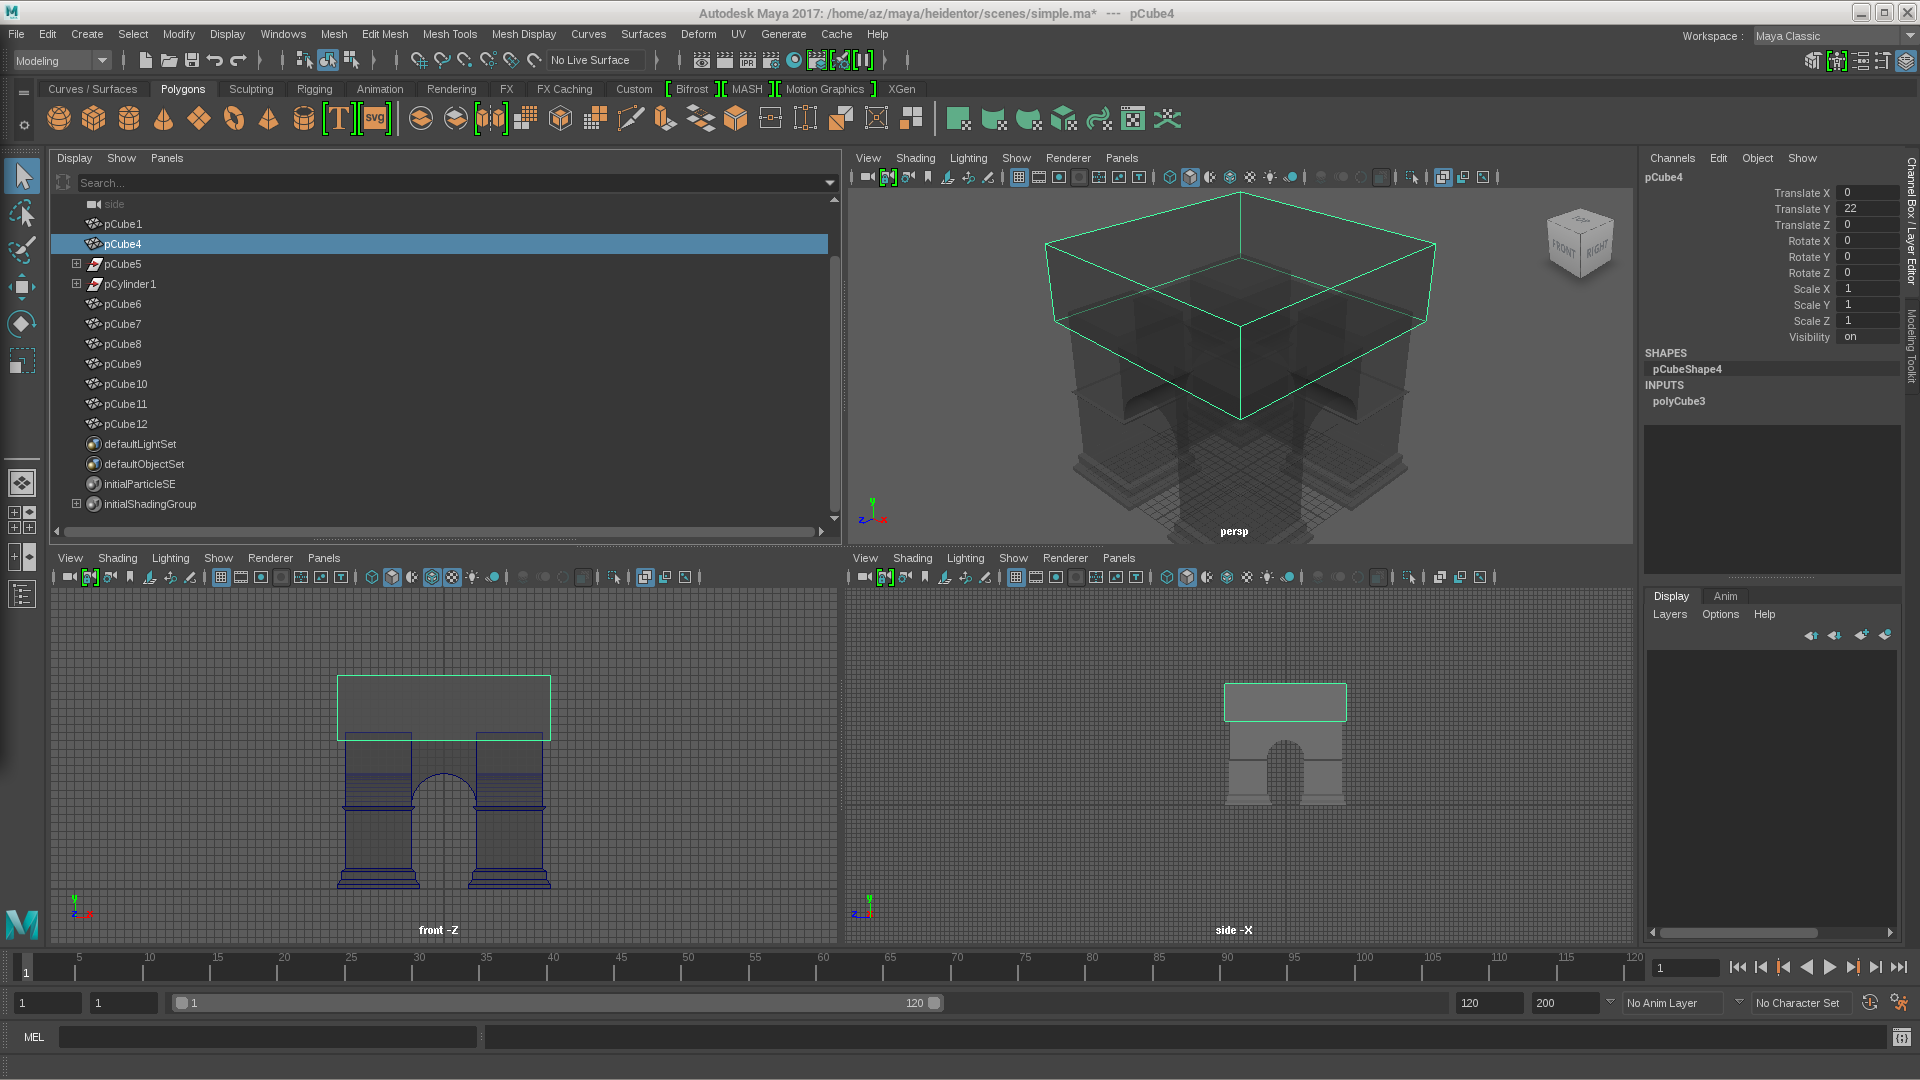 Autodesk Maya 2017: /home/az/maya/heidentor/scenes/simple.ma*   ---   pCube4
File Edit Create Select Modify Display Windows Mesh Edit Mesh Mesh Tools Mesh Display Curves Surfaces Deform UV Generate Cache Help
Workspace : Maya Classic
Modeling
No Live Surface
IPR
Curves / Surfaces Polygons Sculpting Rigging Animation Rendering FX FX Caching Custom Bifrost MASH Motion Graphics XGen
T svg
Display Show Panels
Search...
side
pCube1
pCube4
pCube5
pCylinder1
pCube6
pCube7
pCube8
pCube9
pCube10
pCube11
pCube12
defaultLightSet
defaultObjectSet
initialParticleSE
initialShadingGroup
View Shading Lighting Show Renderer Panels
TOP
FRONT RIGHT
y
z x
persp
View Shading Lighting Show Renderer Panels
y
z x
front -Z
View Shading Lighting Show Renderer Panels
y
z
side -X
Channels Edit Object Show
pCube4
Translate X 0
Translate Y 22
Translate Z 0
Rotate X 0
Rotate Y 0
Rotate Z 0
Scale X 1
Scale Y 1
Scale Z 1
Visibility on
SHAPES
pCubeShape4
INPUTS
polyCube3
Channel Box / Layer Editor
Modeling Toolkit
Display Anim
Layers Options Help
5 10 15 20 25 30 35 40 45 50 55 60 65 70 75 80 85 90 95 100 105 110 115 120
1
1
1 1 1 120 120 200 No Anim Layer No Character Set
MEL